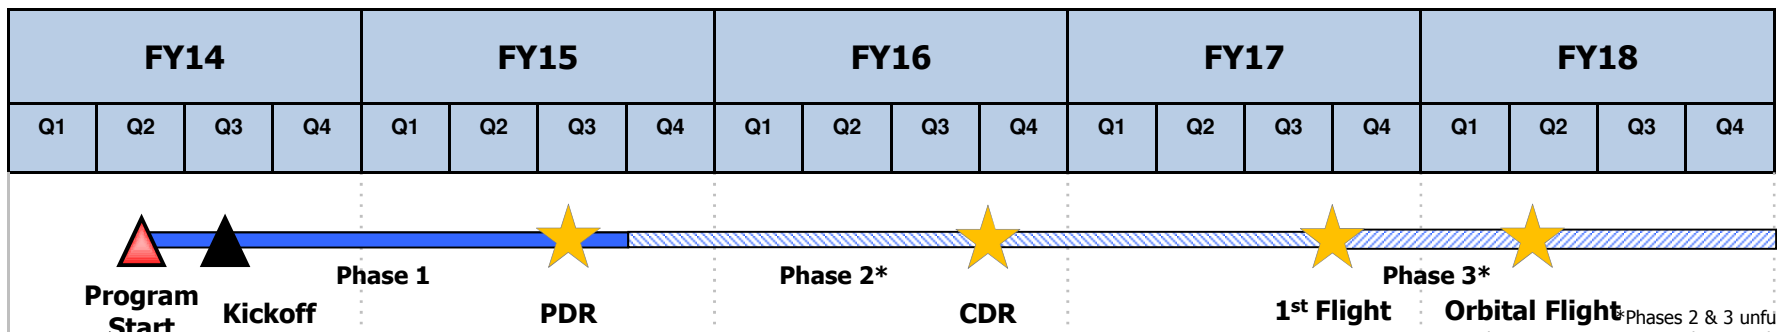 FY14 FY15 FY16 FY17 FY18
Q1 Q2 Q3 Q4 Q1 Q2 Q3 Q4 Q1 Q2 Q3 Q4 Q1 Q2 Q3 Q4 Q1 Q2 Q3 Q4
Phase 1 Phase 2* Phase 3*
Program
Start
Kickoff PDR CDR 1st Flight Orbital Flight
*Phases 2 & 3 unfu